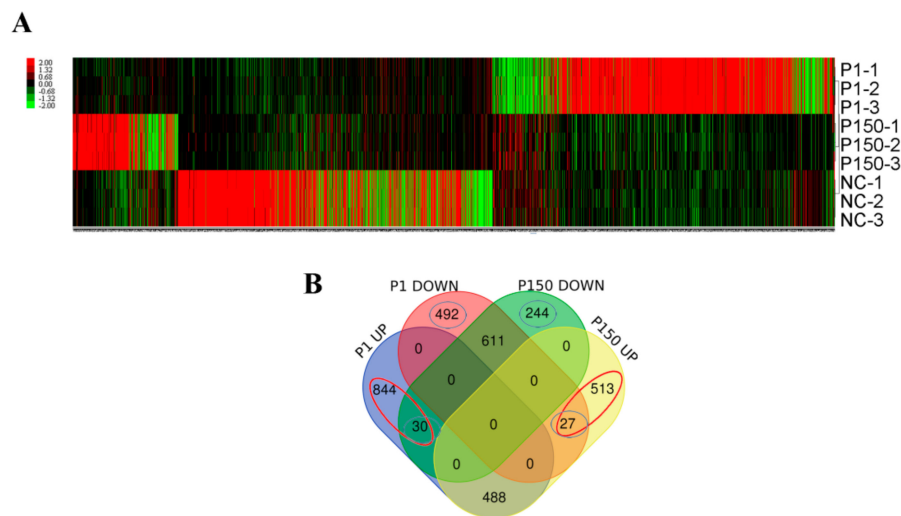 A
2.00
1.32
0.68
0.00
-0.68
-1.32
-2.00
P1-1
P1-2
P1-3
P150-1
P150-2
P150-3
NC-1
NC-2
NC-3
B
P1 DOWN
P150 DOWN
P1 UP
P150 UP
492
244
0
611
0
844
0
0
513
30
0
27
0
0
488